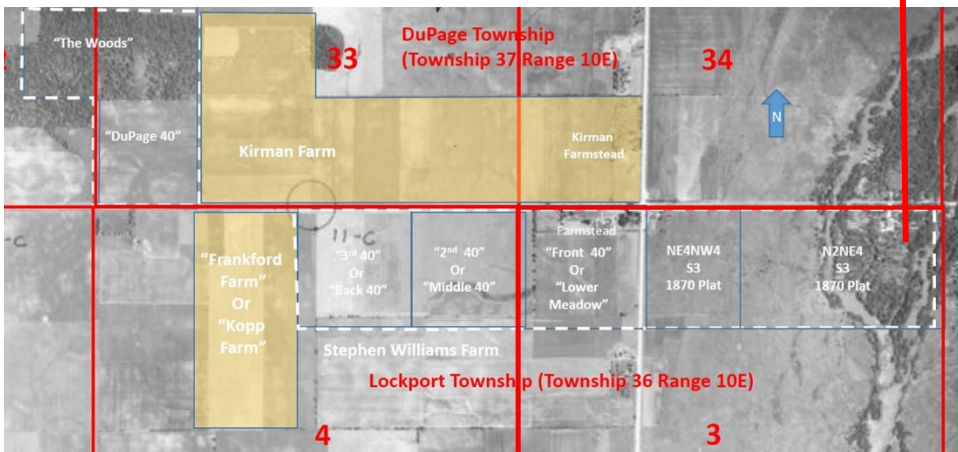 “The Woods”
33
DuPage Township
(Township 37 Range 10E)
34
N
“DuPage 40”
Kirman Farm
Kirman
Farmstead
-C
“Frankford
Farm”
Or
“Kopp
Farm”
11-C
“3rd 40”
Or
“Back 40”
“2nd 40”
Or
“Middle 40”
Farmstead
“Front 40”
Or
“Lower
Meadow”
NE4NW4
S3
1870 Plat
N2NE4
S3
1870 Plat
Stephen Williams Farm
Lockport Township (Township 36 Range 10E)
4
3